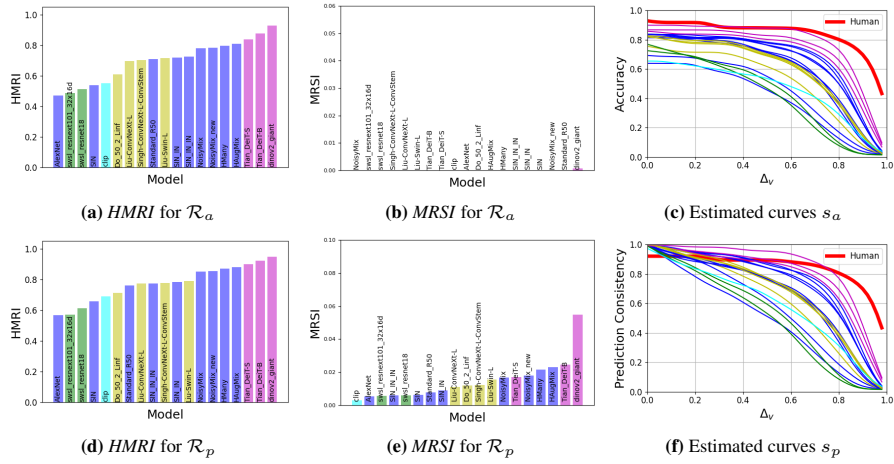 1.0
0.8
0.6
0.4
0.2
0.0
HMRI
AlexNet
swsl_resnext101_32x16d
swsl_resnet18
SIN
clip
Do_50_2_Linf
Liu-ConvNeXt-L
Singh-ConvNeXt-L-ConvStem
Standard_R50
Liu-Swin-L
SIN_IN
SIN_IN_IN
NoisyMix
NoisyMix_new
HMany
HAugMix
Tian_DeiT-S
Tian_DeiT-B
dinov2_giant
Model
(a) HMRI for ℛₐ
0.06
0.05
0.04
0.03
0.02
0.01
0.00
MRSI
NoisyMix
swsl_resnext101_32x16d
swsl_resnet18
Singh-ConvNeXt-L-ConvStem
Liu-ConvNeXt-L
Liu-Swin-L
Tian_DeiT-B
Tian_DeiT-S
clip
AlexNet
Do_50_2_Linf
HAugMix
HMany
SIN_IN_IN
SIN_IN
SIN
NoisyMix_new
Standard_R50
dinov2_giant
Model
(b) MRSI for ℛₐ
1.0
0.8
0.6
0.4
0.2
0.0
Accuracy
Human
0.0 0.2 0.4 0.6 0.8 1.0
Δᵥ
(c) Estimated curves sₐ
1.0
0.8
0.6
0.4
0.2
0.0
HMRI
AlexNet
swsl_resnext101_32x16d
swsl_resnet18
SIN
clip
Do_50_2_Linf
Standard_R50
Liu-ConvNeXt-L
SIN_IN_IN
Singh-ConvNeXt-L-ConvStem
SIN_IN
Liu-Swin-L
NoisyMix
NoisyMix_new
HMany
HAugMix
Tian_DeiT-S
Tian_DeiT-B
dinov2_giant
Model
(d) HMRI for ℛₚ
0.10
0.08
0.06
0.04
0.02
0.00
MRSI
clip
AlexNet
swsl_resnext101_32x16d
SIN_IN_IN
swsl_resnet18
SIN
Standard_R50
SIN_IN
Liu-ConvNeXt-L
Do_50_2_Linf
Singh-ConvNeXt-L-ConvStem
Liu-Swin-L
NoisyMix
Tian_DeiT-S
NoisyMix_new
HMany
HAugMix
Tian_DeiT-B
dinov2_giant
Model
(e) MRSI for ℛₚ
1.0
0.8
0.6
0.4
0.2
0.0
Prediction Consistency
Human
0.0 0.2 0.4 0.6 0.8 1.0
Δᵥ
(f) Estimated curves sₚ